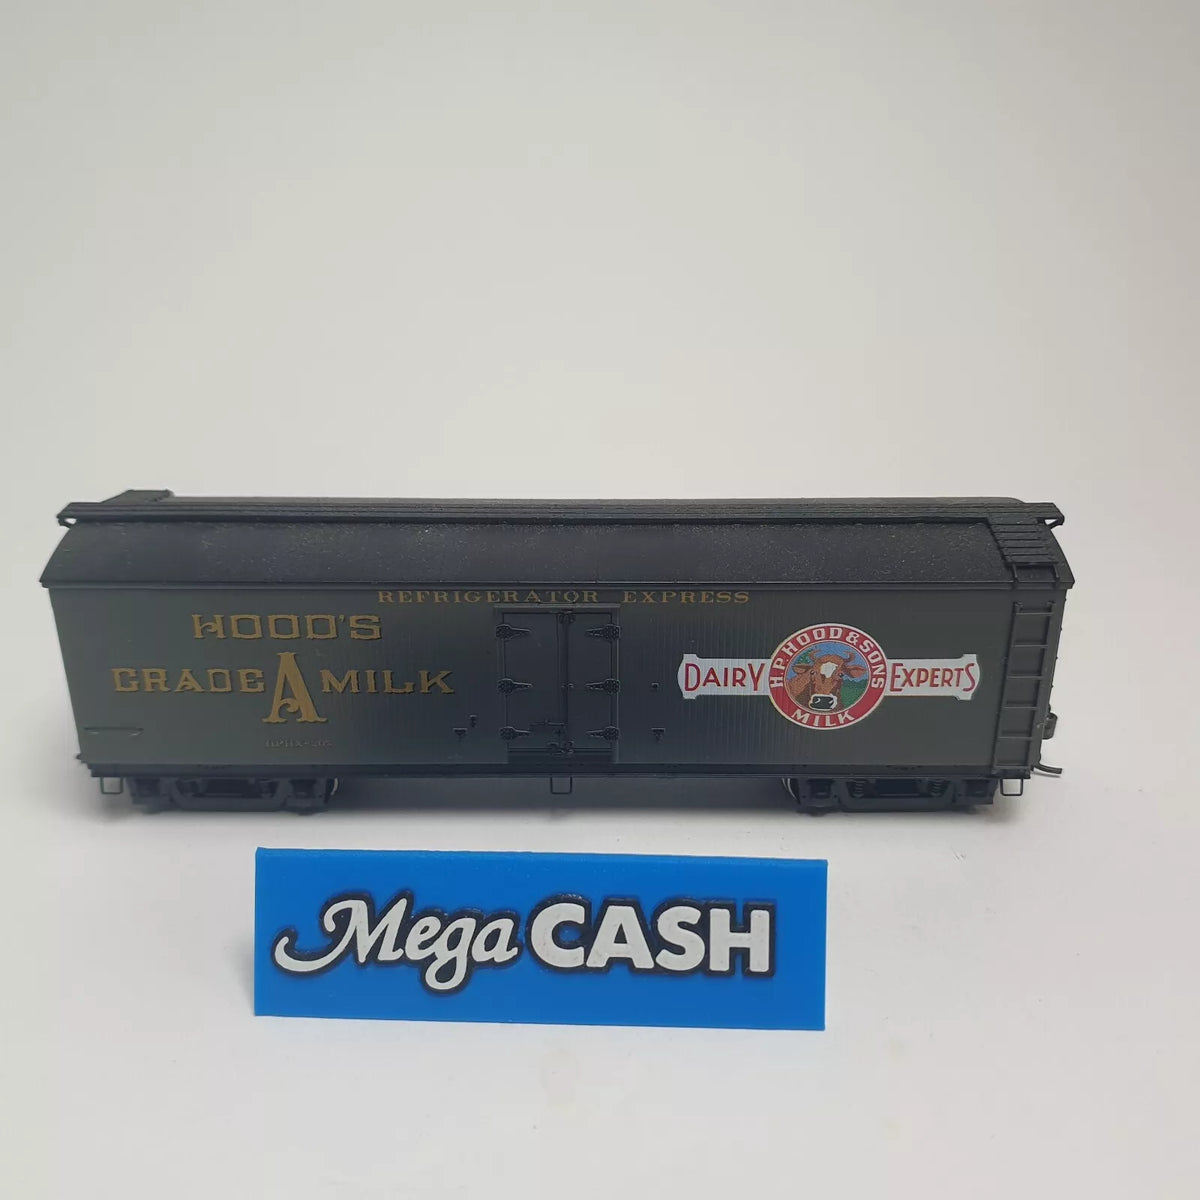 REFRIGERATOR EXPRESS
HOOD'S
GRADE A MILK
DAIRY EXPERTS
H.P. HOOD & SONS
MILK
Mega CASH